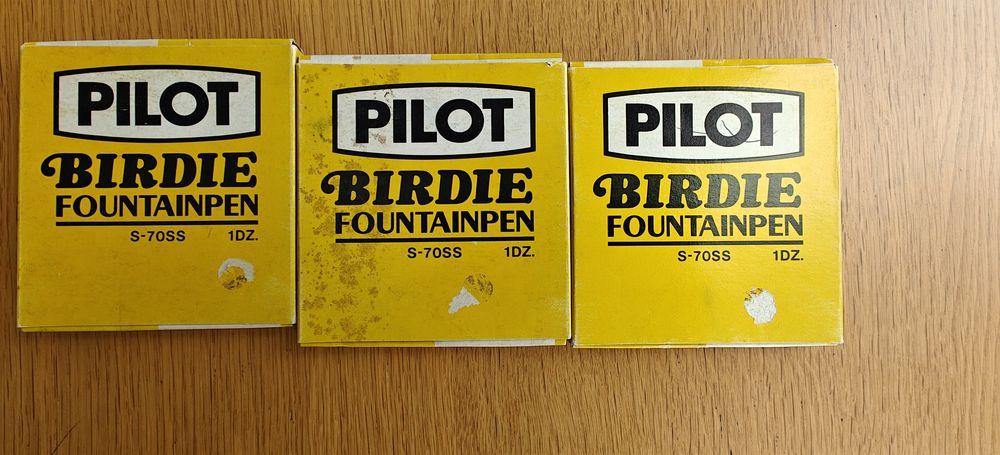 PILOT
BIRDIE
FOUNTAINPEN
S-70SS 1DZ.
PILOT
BIRDIE
FOUNTAINPEN
S-70SS 1DZ.
PILOT
BIRDIE
FOUNTAINPEN
S-70SS 1DZ.